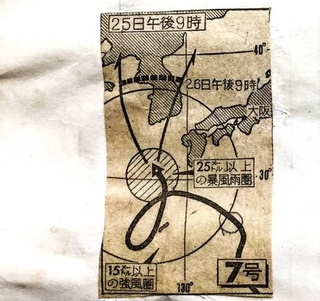 25日午後9時
40°
26日午後9時
大阪
25㍍以上
の暴風雨圏
30°
15㍍以上
の強風圏
130°
7号